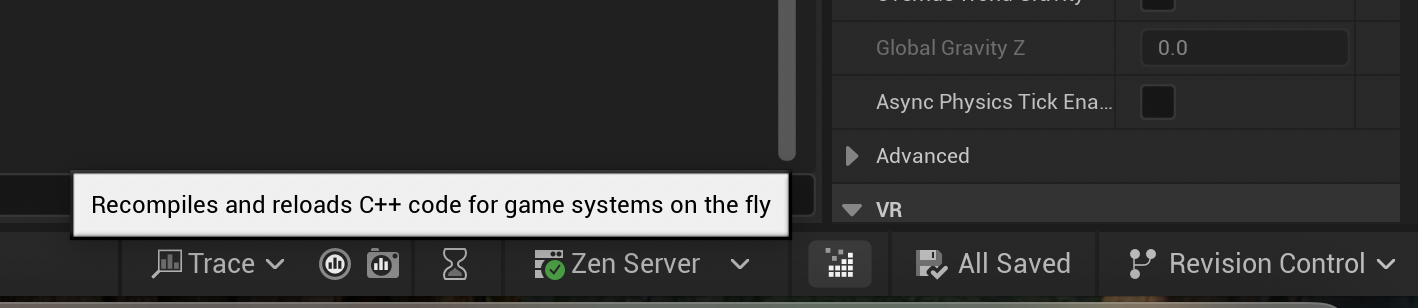 Global Gravity Z
0.0
Async Physics Tick Ena...
Advanced
Recompiles and reloads C++ code for game systems on the fly
VR
Trace
Zen Server
All Saved
Revision Control